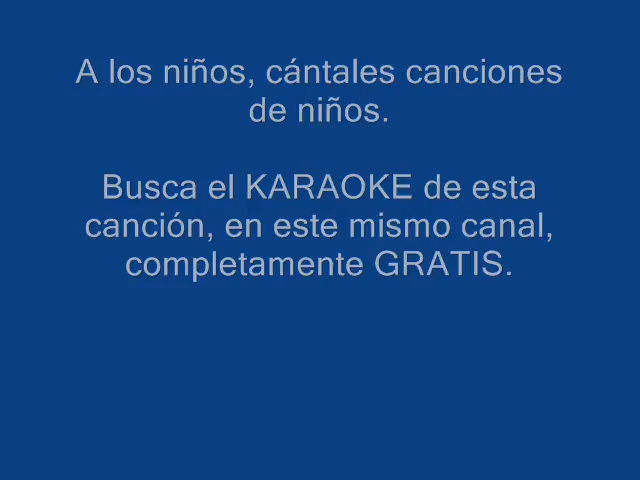 A los niños, cántales canciones
de niños.
Busca el KARAOKE de esta
canción, en este mismo canal,
completamente GRATIS.